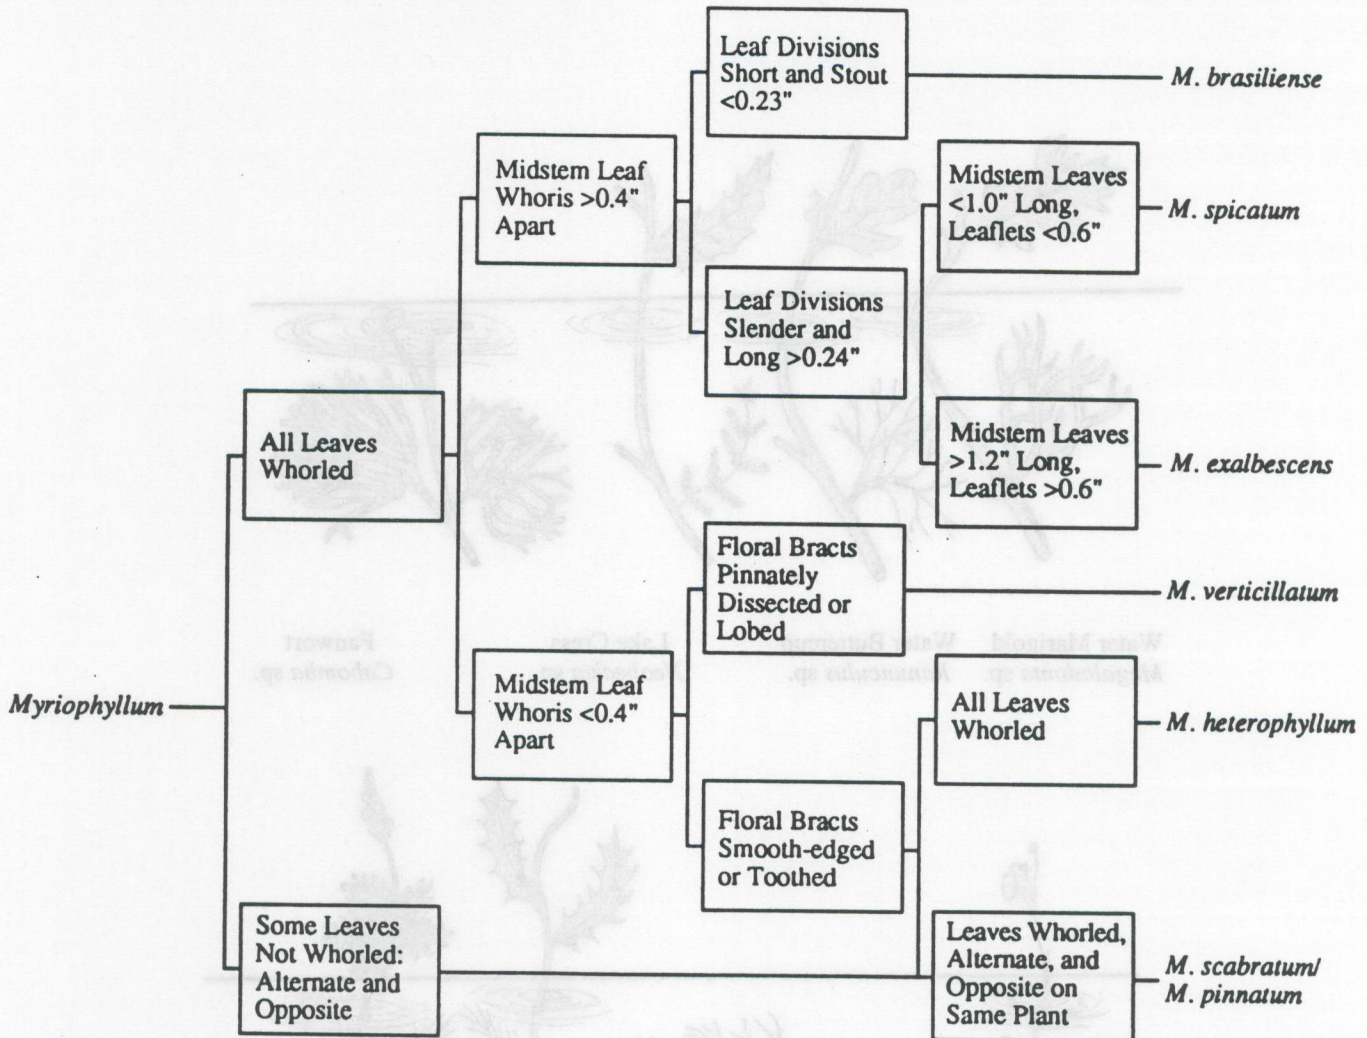 Leaf Divisions
Short and Stout
<0.23"
M. brasiliense
Midstem Leaf
Whoris >0.4"
Apart
Midstem Leaves
<1.0" Long,
Leaflets <0.6"
M. spicatum
Leaf Divisions
Slender and
Long >0.24"
All Leaves
Whorled
Midstem Leaves
>1.2" Long,
Leaflets >0.6"
M. exalbescens
Floral Bracts
Pinnately
Dissected or
Lobed
M. verticillatum
Water Marigold
Megalodonta sp.
Water Buttercup
Ranunculus sp.
Lake Cress
Fanwort
Cabomba sp.
Myriophyllum
Midstem Leaf
Whoris <0.4"
Apart
All Leaves
Whorled
M. heterophyllum
Floral Bracts
Smooth-edged
or Toothed
Some Leaves
Not Whorled:
Alternate and
Opposite
Leaves Whorled,
Alternate, and
Opposite on
Same Plant
M. scabratum/
M. pinnatum